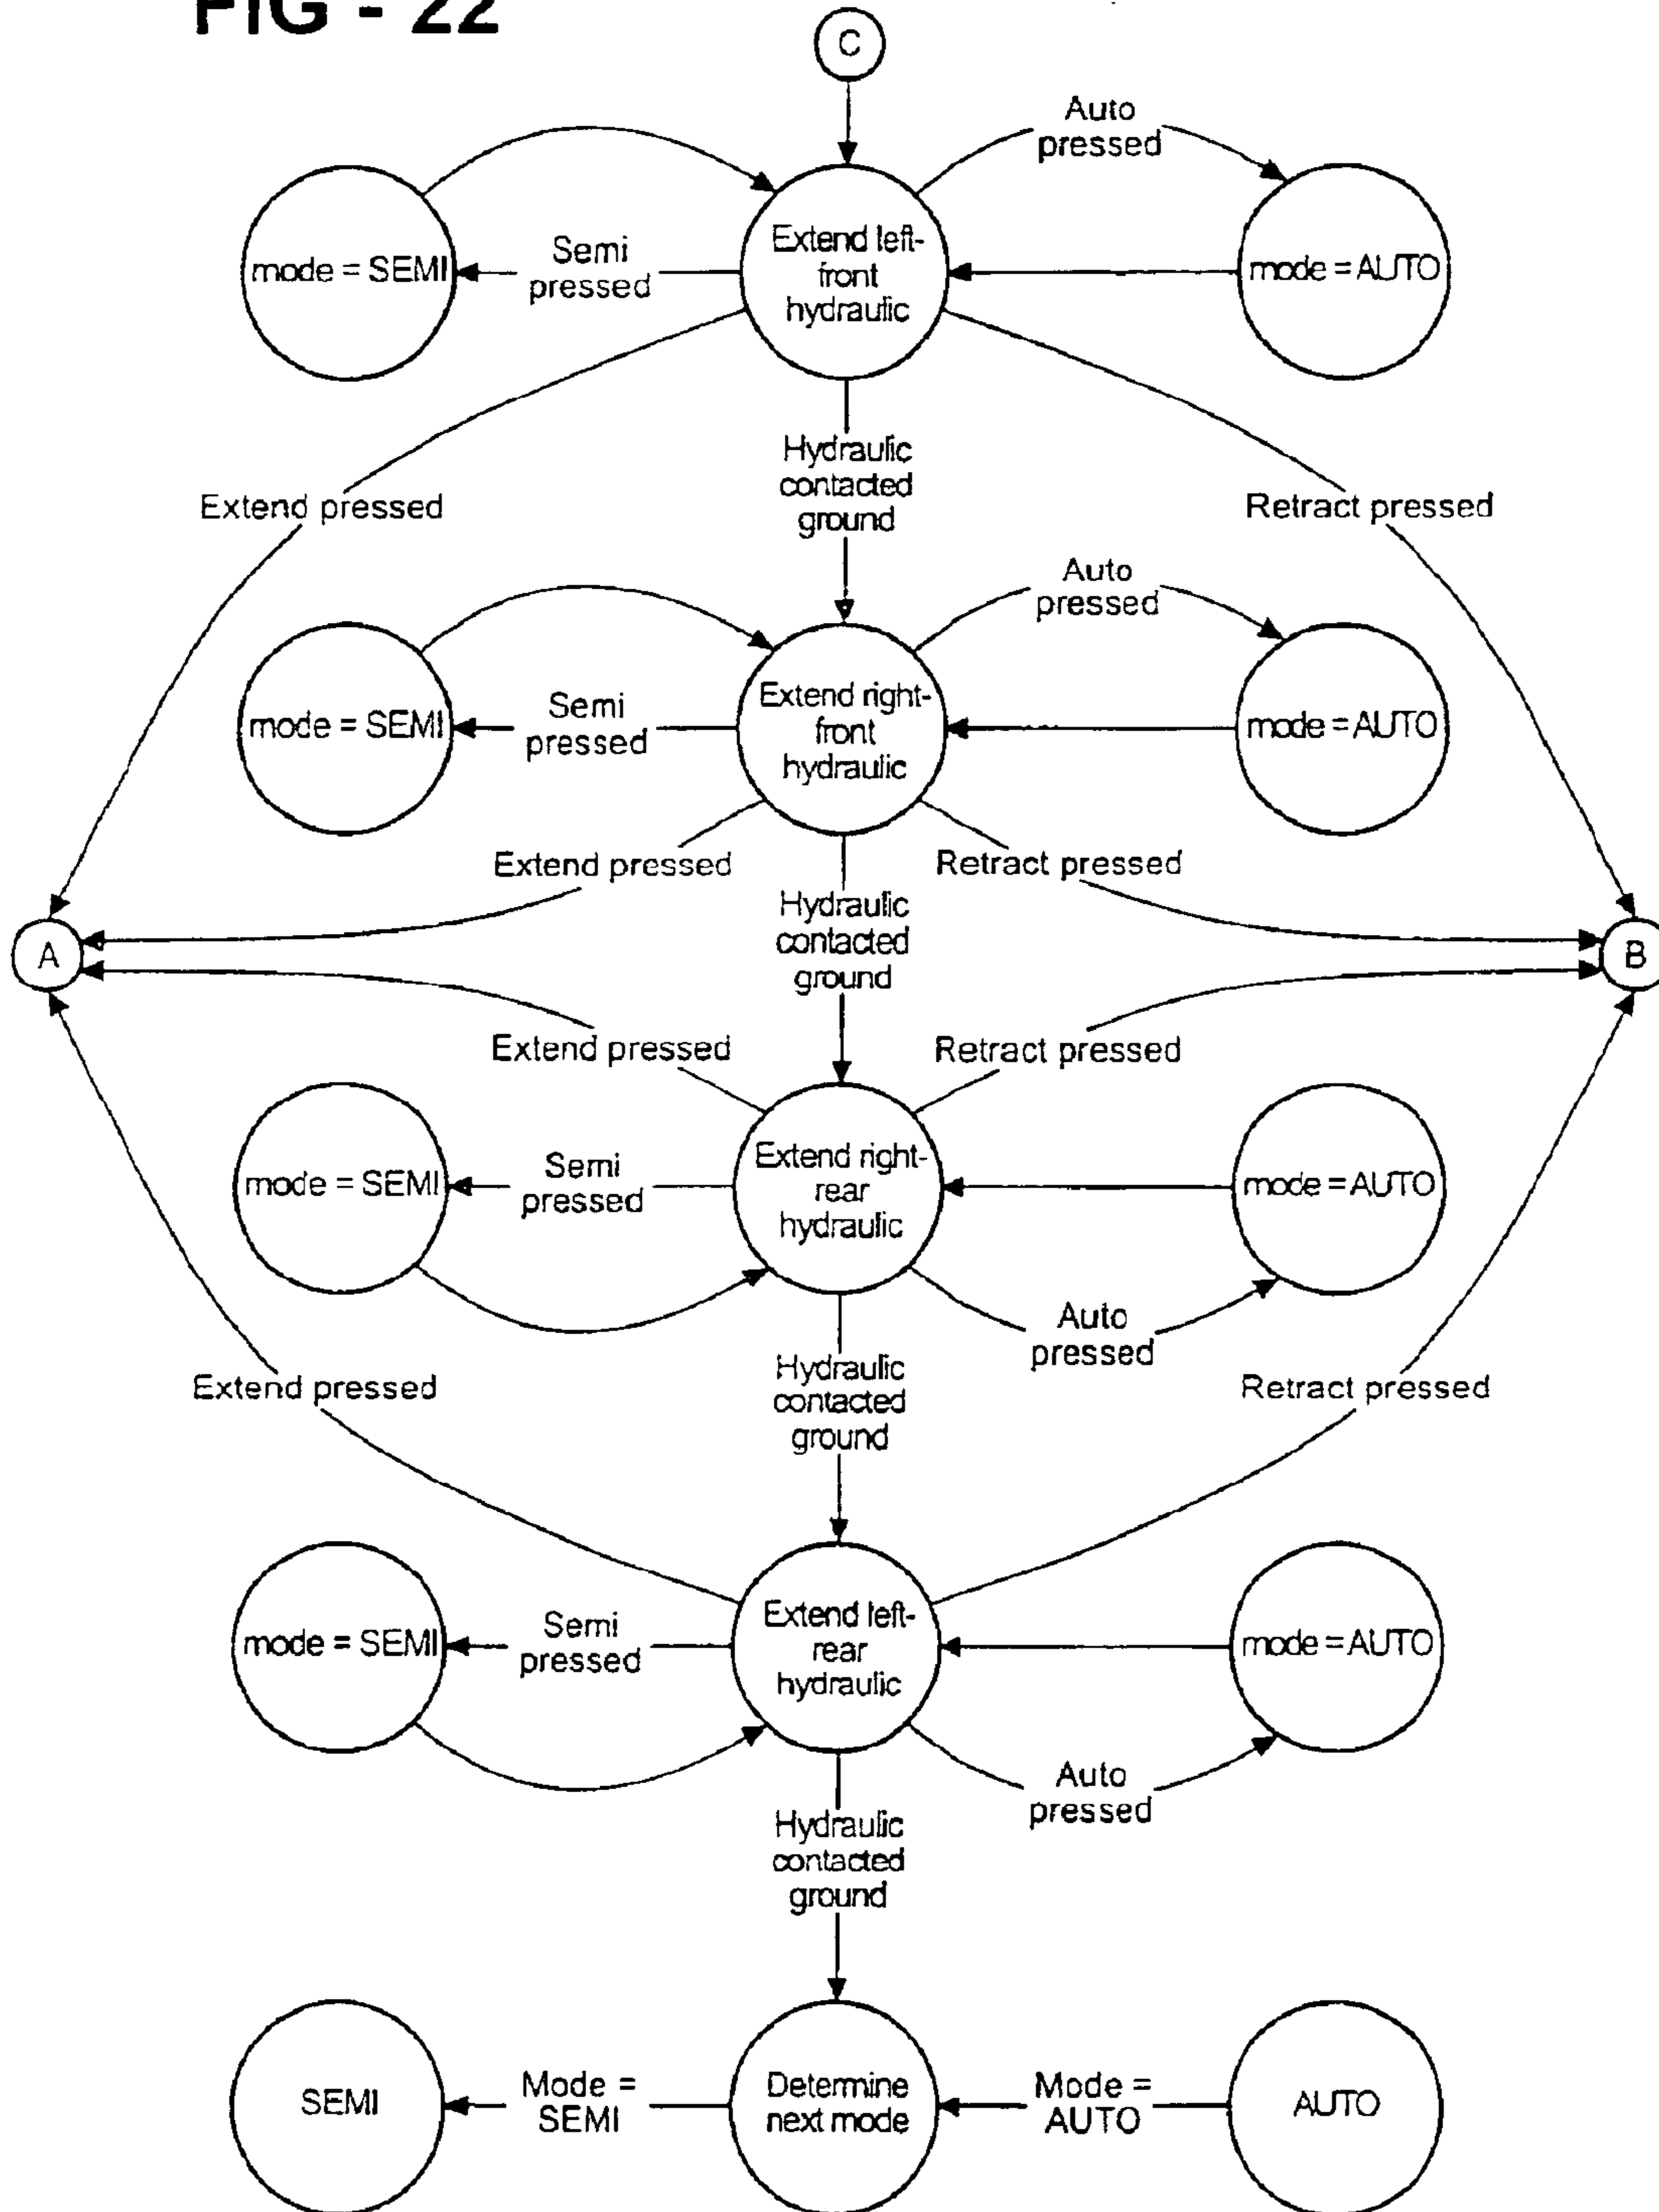 FIG - 22
C
Auto
pressed
mode = SEMI
Semi
pressed
Extend left-
front
hydraulic
mode = AUTO
Hydraulic
contacted
ground
Extend pressed
Retract pressed
Auto
pressed
mode = SEMI
Semi
pressed
Extend right-
front
hydraulic
mode = AUTO
Extend pressed
Retract pressed
Hydraulic
contacted
ground
A
B
Extend pressed
Retract pressed
mode = SEMI
Semi
pressed
Extend right-
rear
hydraulic
mode = AUTO
Auto
pressed
Hydraulic
contacted
ground
Extend pressed
Retract pressed
mode = SEMI
Semi
pressed
Extend left-
rear
hydraulic
mode = AUTO
Auto
pressed
Hydraulic
contacted
ground
SEMI
Mode =
SEMI
Determine
next mode
Mode =
AUTO
AUTO